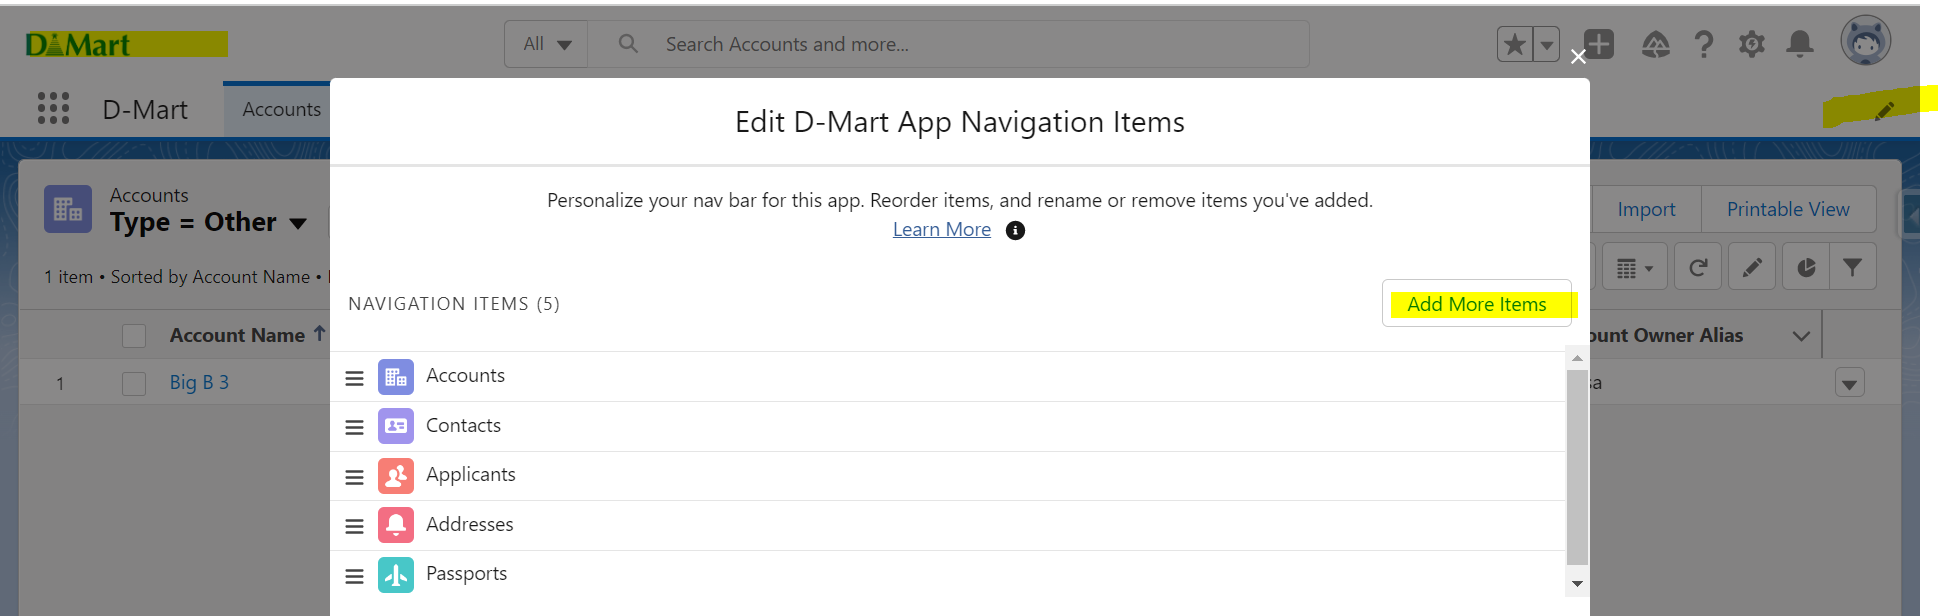 D Mart
All
Search Accounts and more...
D-Mart
Accounts
Edit D-Mart App Navigation Items
Accounts
Type = Other
Personalize your nav bar for this app. Reorder items, and rename or remove items you've added.
Learn More
Import
Printable View
1 item • Sorted by Account Name •
NAVIGATION ITEMS (5)
Add More Items
Account Name
ount Owner Alias
1
Big B 3
sa
Accounts
Contacts
Applicants
Addresses
Passports